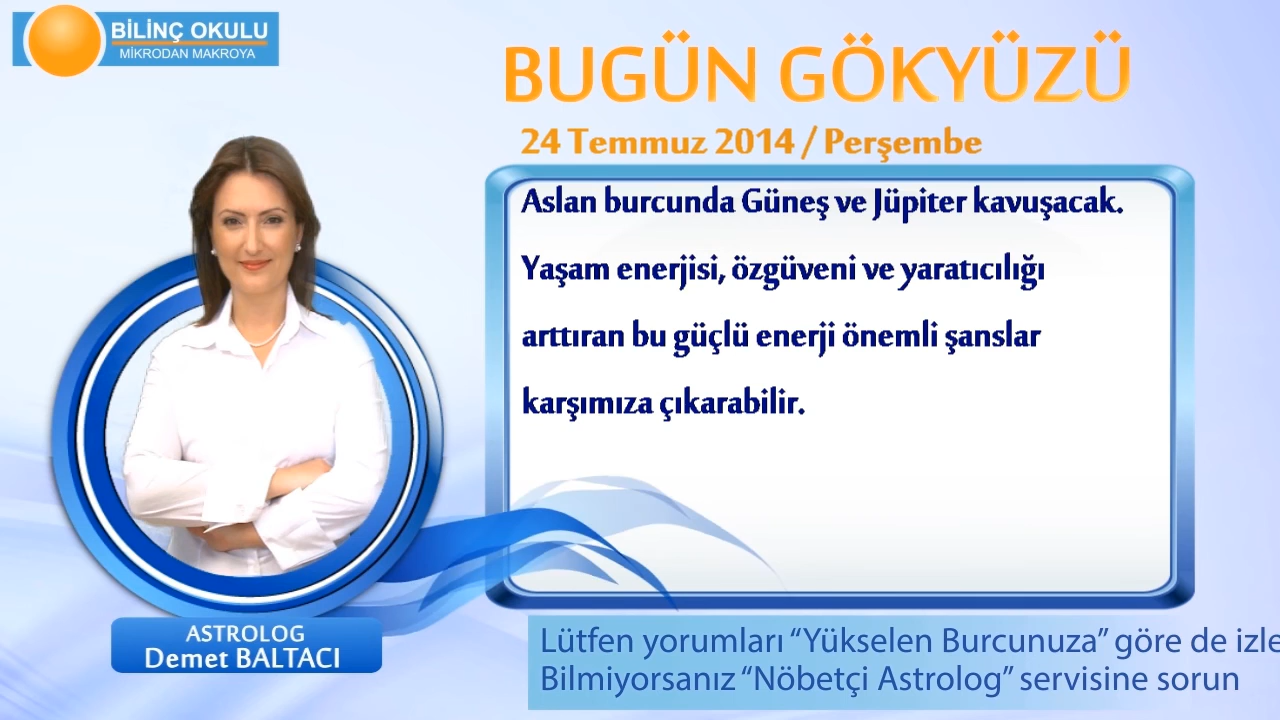 BİLİNÇ OKULU
MİKRODAN MAKROYA
BUGÜN GÖKYÜZÜ
24 Temmuz 2014 / Perşembe
Aslan burcunda Güneş ve Jüpiter kavuşacak.
Yaşam enerjisi, özgüveni ve yaratıcılığı
arttıran bu güçlü enerji önemli şanslar
karşımıza çıkarabilir.
ASTROLOG
Demet BALTACI
Lütfen yorumları “Yükselen Burcunuza” göre de
Bilmiyorsanız “Nöbetçi Astrolog” servisine sorun